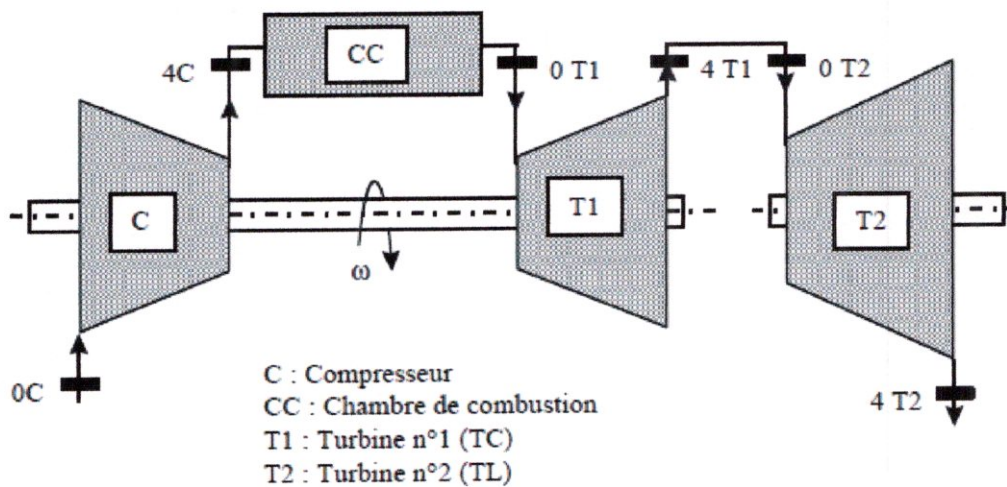 CC
4C
0 T1
4 T1
0 T2
C
T1
T2
ω
0C
4 T2
C : Compresseur
CC : Chambre de combustion
T1 : Turbine n°1 (TC)
T2 : Turbine n°2 (TL)